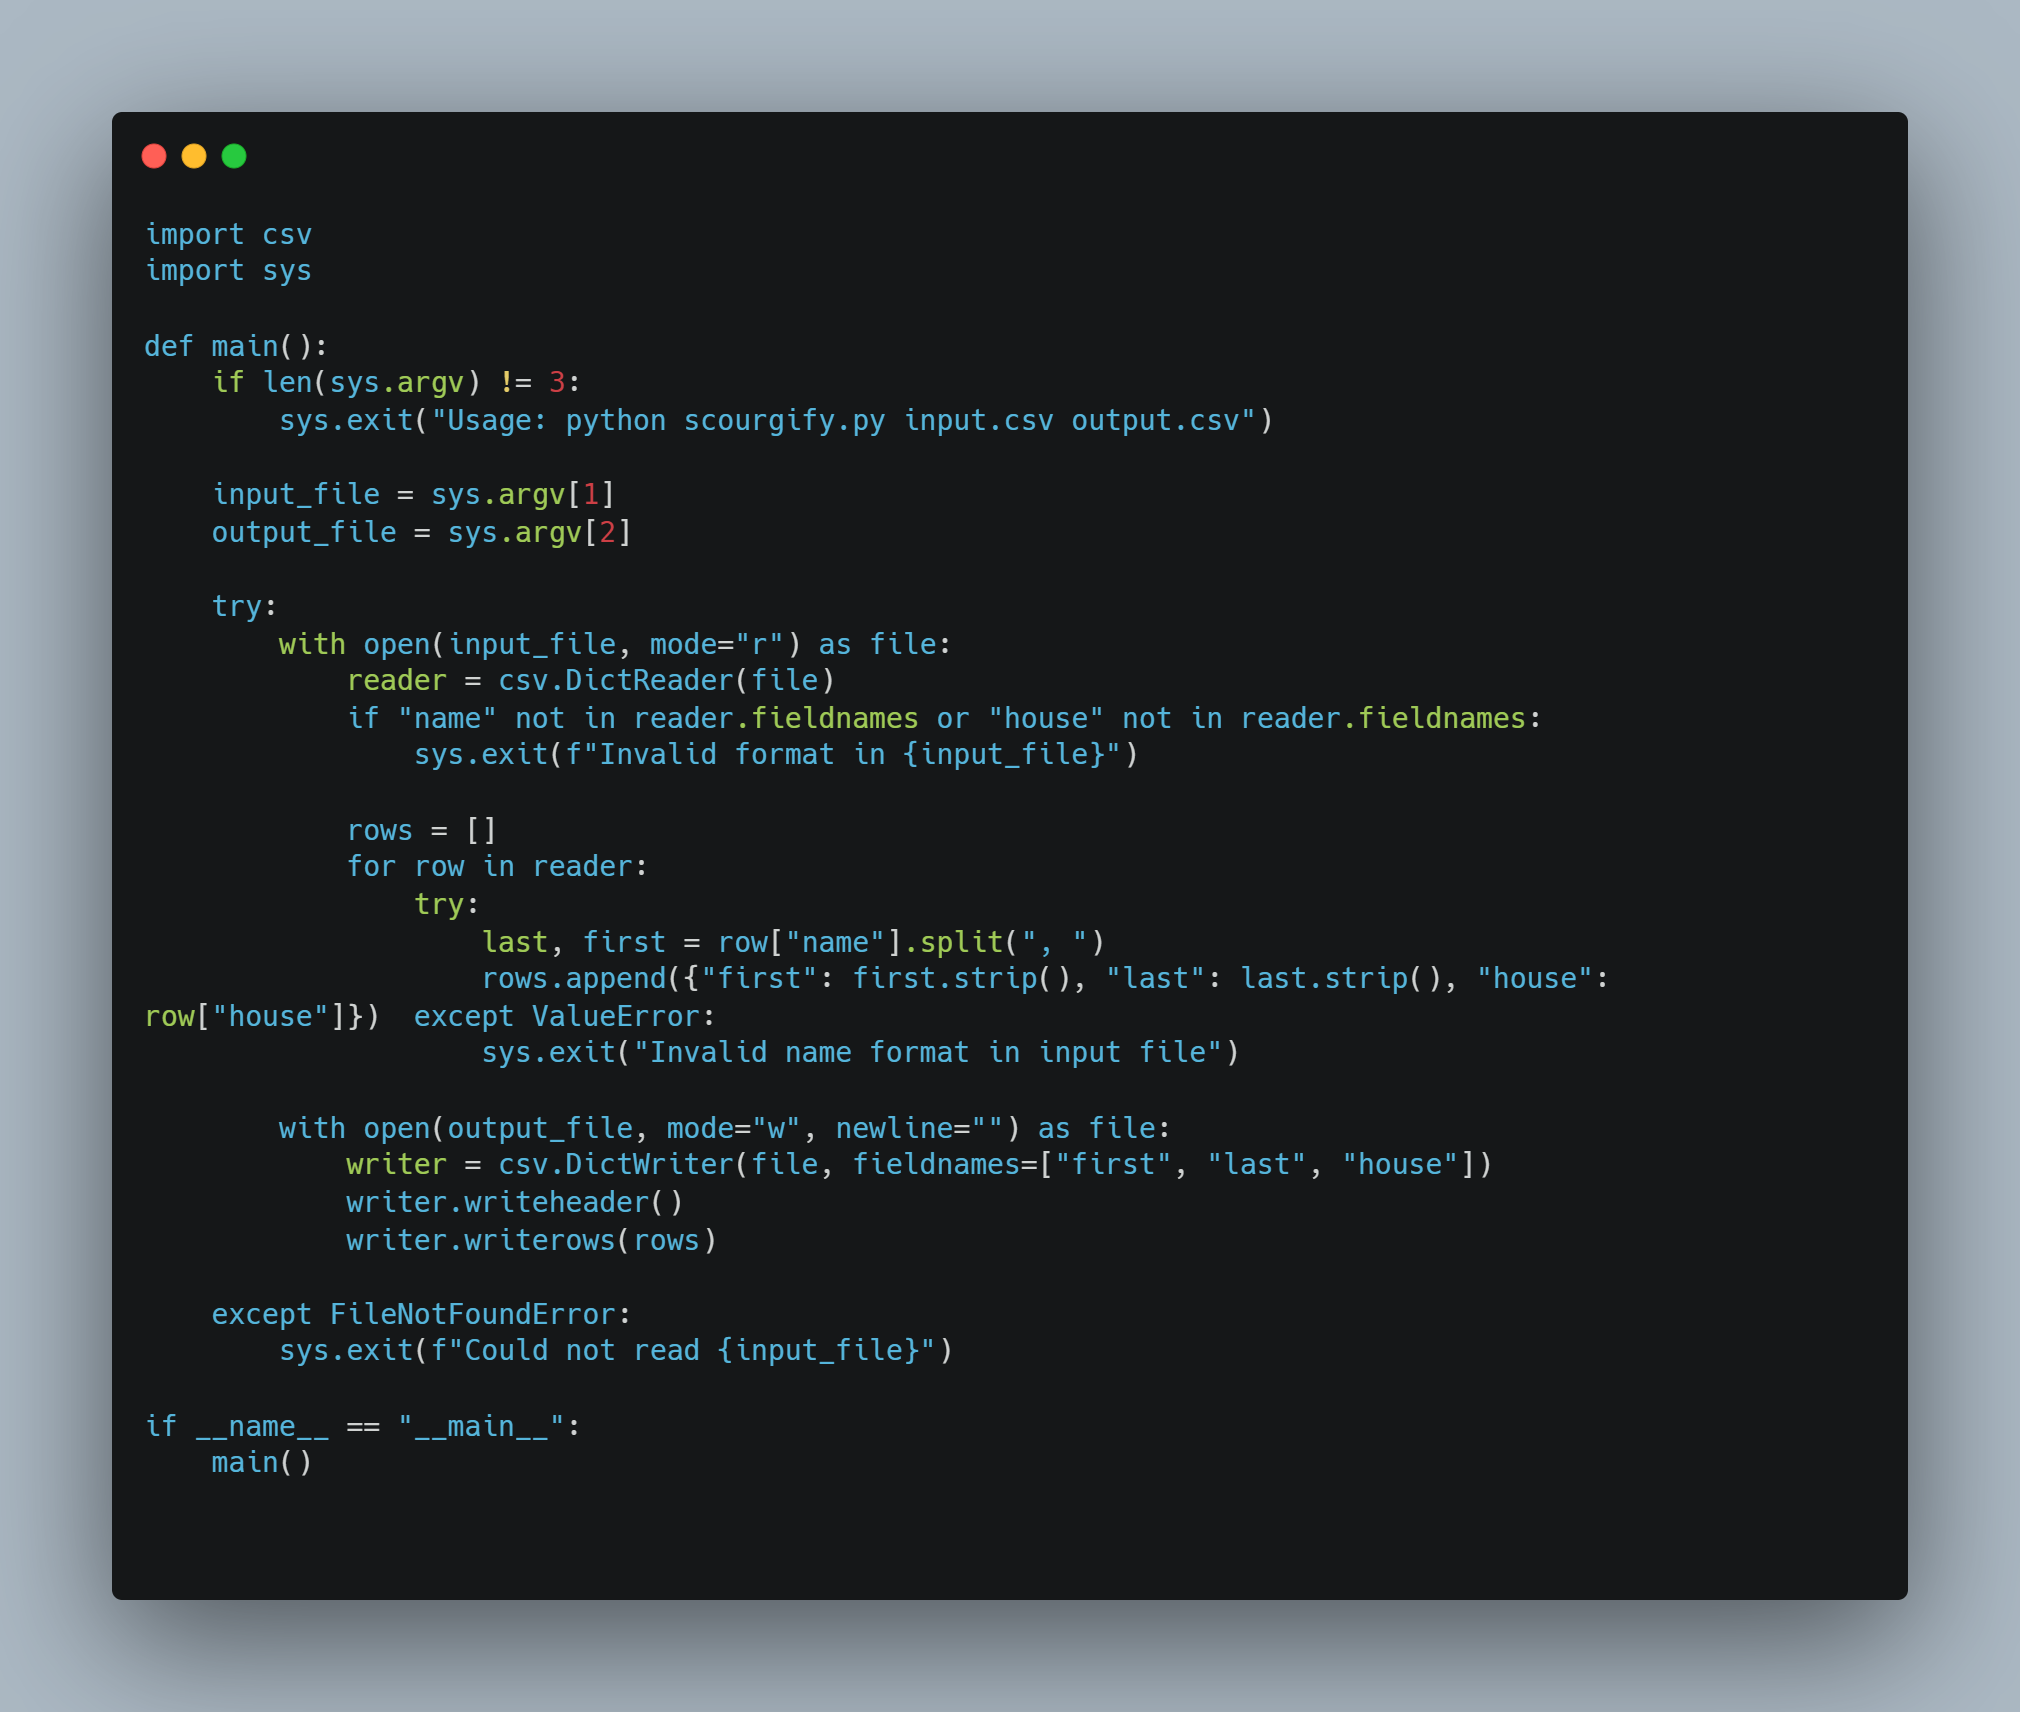 import csv
import sys

def main():
    if len(sys.argv) != 3:
        sys.exit("Usage: python scourgify.py input.csv output.csv")

    input_file = sys.argv[1]
    output_file = sys.argv[2]

    try:
        with open(input_file, mode="r") as file:
            reader = csv.DictReader(file)
            if "name" not in reader.fieldnames or "house" not in reader.fieldnames:
                sys.exit(f"Invalid format in {input_file}")

            rows = []
            for row in reader:
                try:
                    last, first = row["name"].split(", ")
                    rows.append({"first": first.strip(), "last": last.strip(), "house":
row["house"]})  except ValueError:
                    sys.exit("Invalid name format in input file")

        with open(output_file, mode="w", newline="") as file:
            writer = csv.DictWriter(file, fieldnames=["first", "last", "house"])
            writer.writeheader()
            writer.writerows(rows)

    except FileNotFoundError:
        sys.exit(f"Could not read {input_file}")

if __name__ == "__main__":
    main()